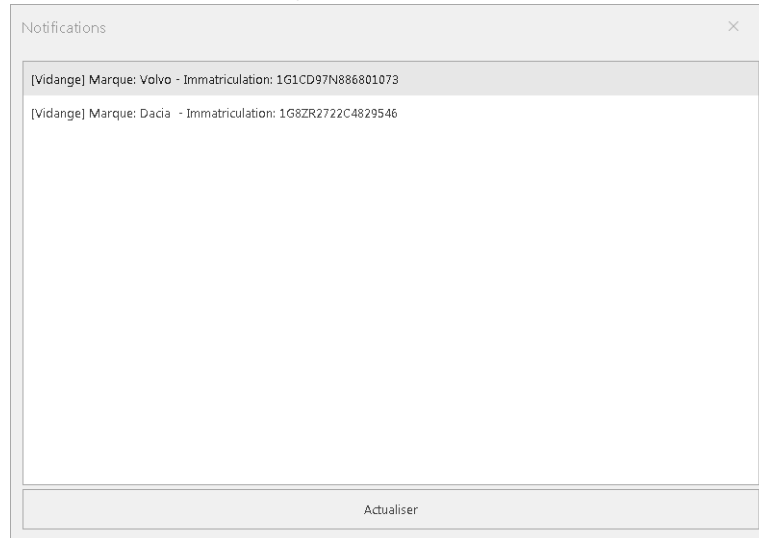 Notifications
[Vidange] Marque: Volvo - Immatriculation: 1G1CD97N886801073
[Vidange] Marque: Dacia - Immatriculation: 1G8ZR2722C4829546
Actualiser